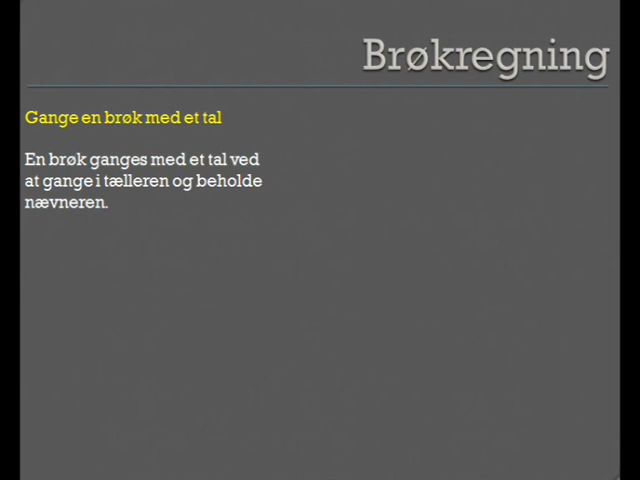 Brøkregning
Gange en brøk med et tal
En brøk ganges med et tal ved
at gange i tælleren og beholde
nævneren.